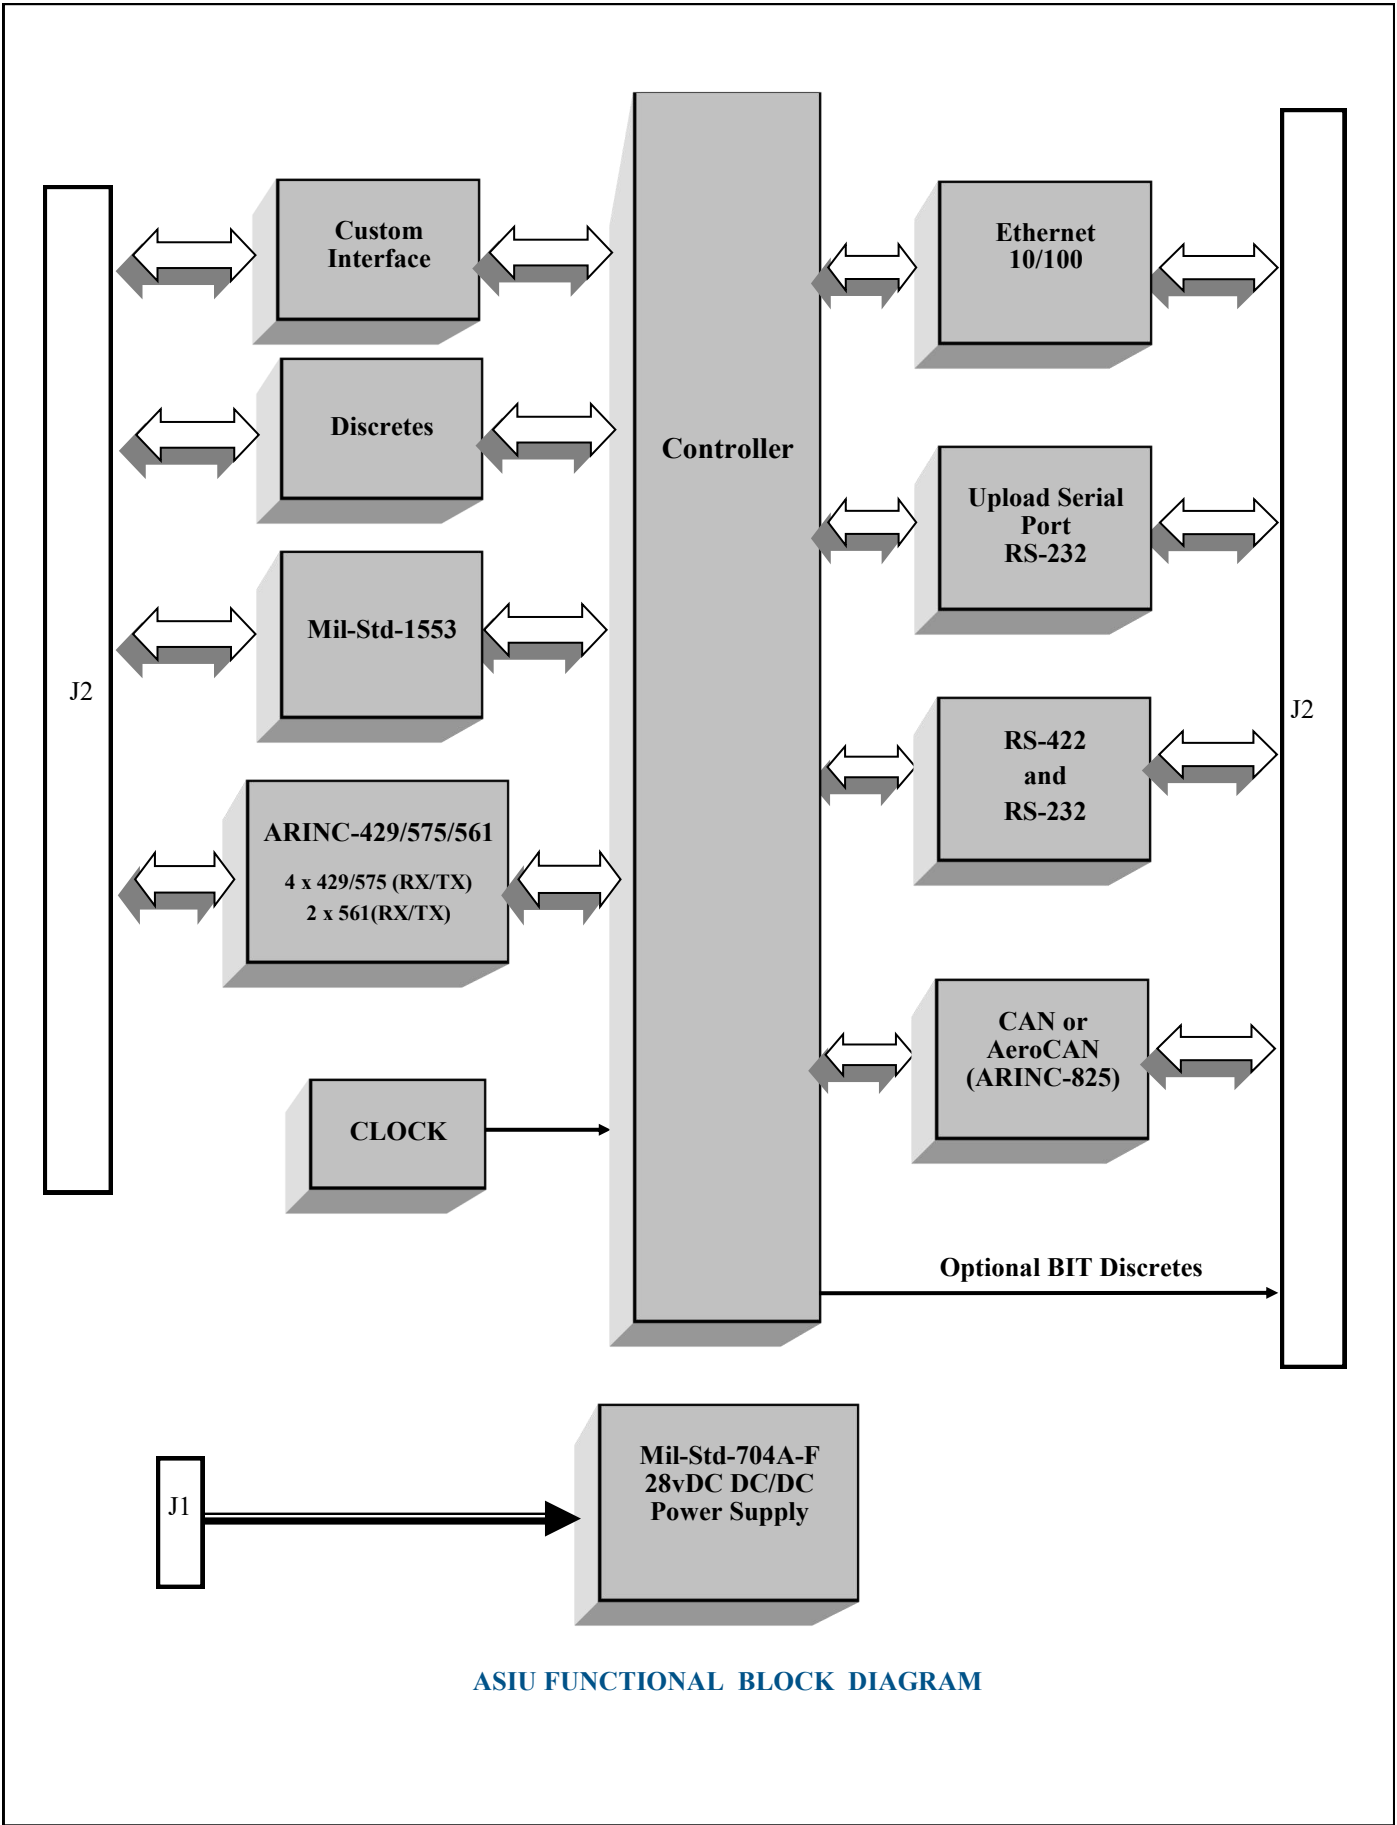 Custom
Interface
Discretes
Mil-Std-1553
J2
ARINC-429/575/561
4 x 429/575 (RX/TX)
2 x 561(RX/TX)
CLOCK
Controller
Ethernet
10/100
Upload Serial
Port
RS-232
RS-422
and
RS-232
J2
CAN or
AeroCAN
(ARINC-825)
Optional BIT Discretes
J1
Mil-Std-704A-F
28vDC DC/DC
Power Supply
ASIU FUNCTIONAL BLOCK DIAGRAM